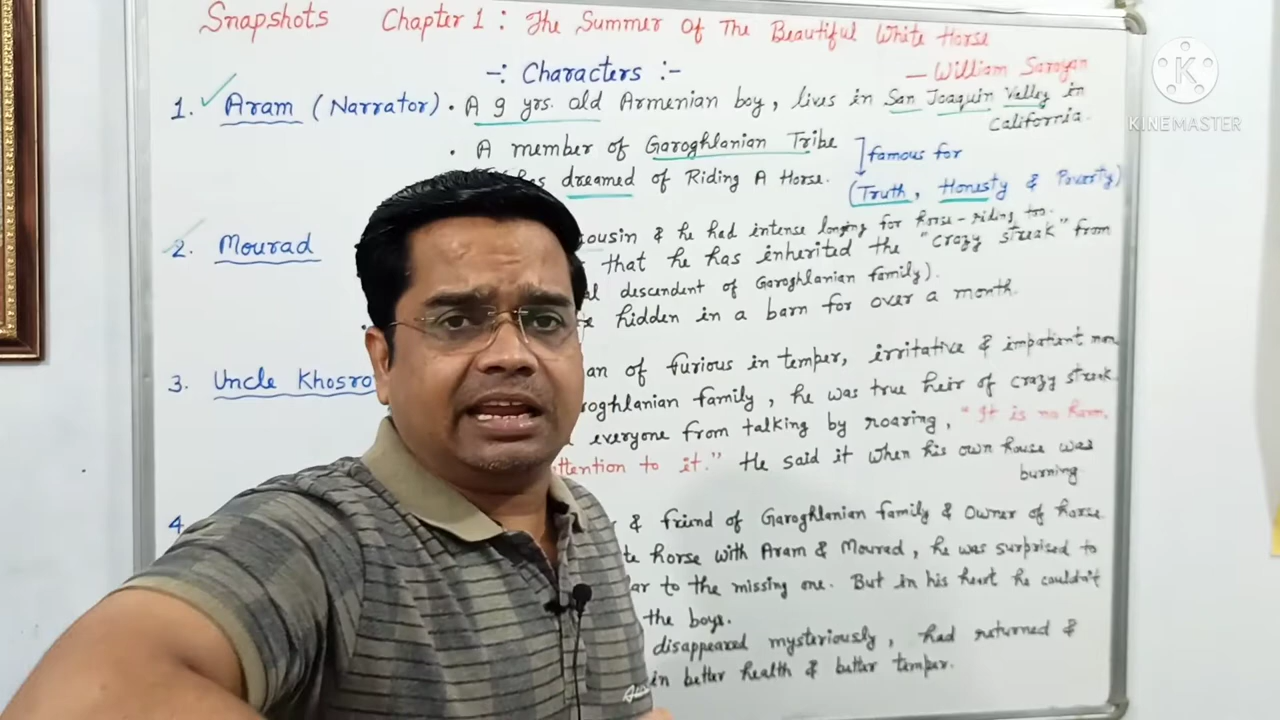 Snapshots Chapter 1 : The Summer Of The Beautiful White Horse
— William Saroyan
-: Characters :-
1. Aram (Narrator) • A 9 yrs. old Armenian boy, lives in San Joaquin Valley in California.
• A member of Garoghlanian Tribe famous for (Truth, Honesty & Poverty)
has dreamed of Riding A Horse.
2. Mourad cousin & he had intense longing for horse-riding too.
that he has inherited the "crazy streak" from
descendent of Garoghlanian family).
hidden in a barn for over a month.
3. Uncle Khosro of furious in temper, irritative & impatient man
family, he was true heir of crazy streak.
everyone from talking by roaring, "It is no harm,
attention to it." He said it when his own house was burning
4. & friend of Garoghlanian family & Owner of horse
horse with Aram & Mourad, he was surprised to
to the missing one. But in his heart he couldn't
the boys.
disappeared mysteriously, had returned &
in better health & better temper.
K
KINEMASTER